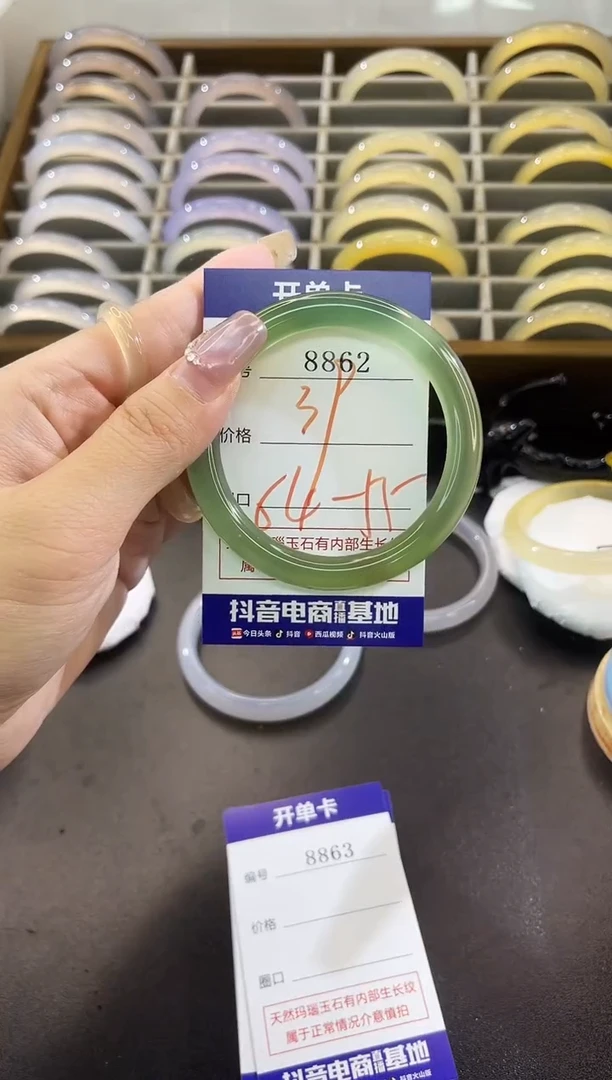 开单卡
号 8862
价格
口 64
瑙玉石有内部生长
属
抖音电商直播基地
今日头条 抖音 西瓜视频 抖音火山版
开单卡
编号 8863
价格
圈口
天然玛瑙玉石有内部生长纹
属于正常情况介意慎拍
抖音电商直播基地